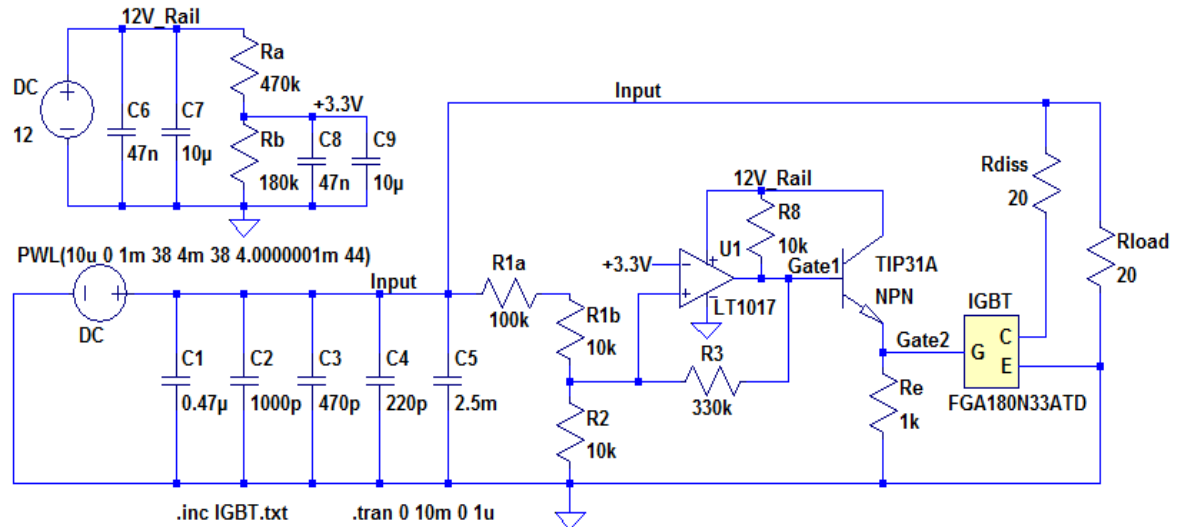 12V_Rail
DC
12
C6
47n
C7
10µ
Ra
470k
+3.3V
Rb
180k
C8
47n
C9
10µ
Input
PWL(10u 0 1m 38 4m 38 4.0000001m 44)
DC
Input
C1
0.47µ
C2
1000p
C3
470p
C4
220p
C5
2.5m
R1a
100k
R1b
10k
R2
10k
+3.3V
12V_Rail
U1
LT1017
R8
10k
Gate1
R3
330k
TIP31A
NPN
Gate2
Re
1k
IGBT
G
C
E
FGA180N33ATD
Rdiss
20
Rload
20
.inc IGBT.txt
.tran 0 10m 0 1u